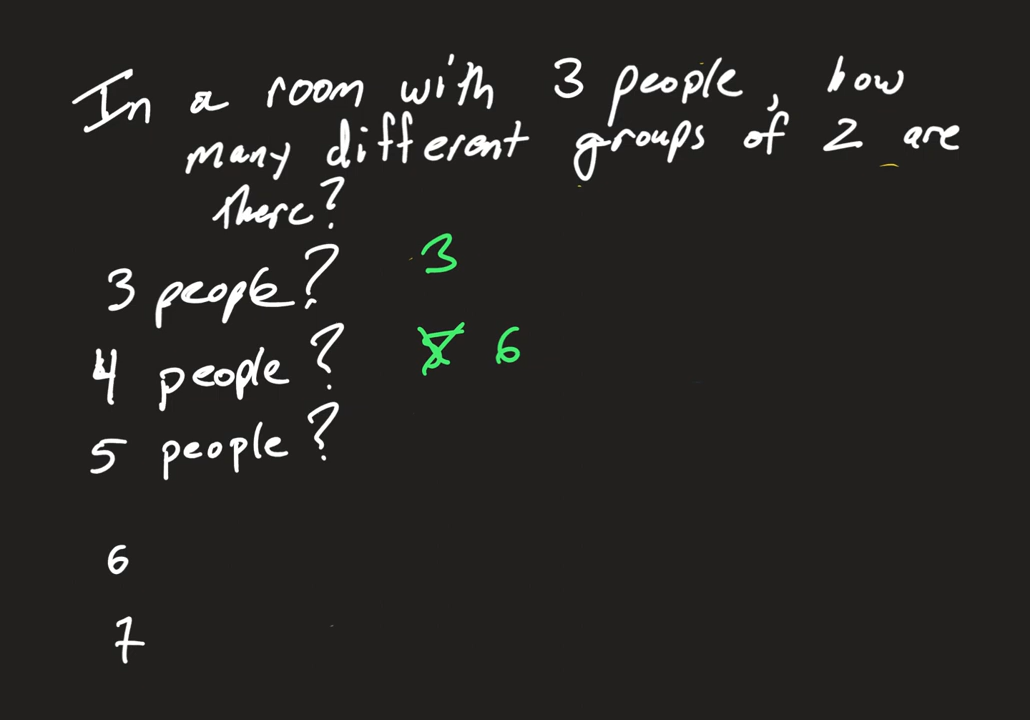 In a room with 3 people, how
many different groups of 2 are
there?
3 people? 3
4 people? 6
5 people?
6
7